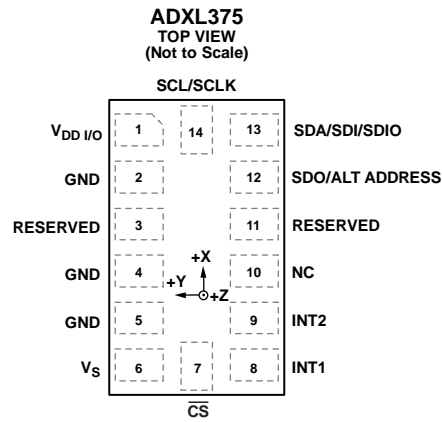 ADXL375
TOP VIEW
(Not to Scale)
SCL/SCLK
VDD I/O 1 14 13 SDA/SDI/SDIO
GND 2 12 SDO/ALT ADDRESS
RESERVED 3 11 RESERVED
+X
GND 4 10 NC
+Y +Z
GND 5 9 INT2
VS 6 7 8 INT1
CS